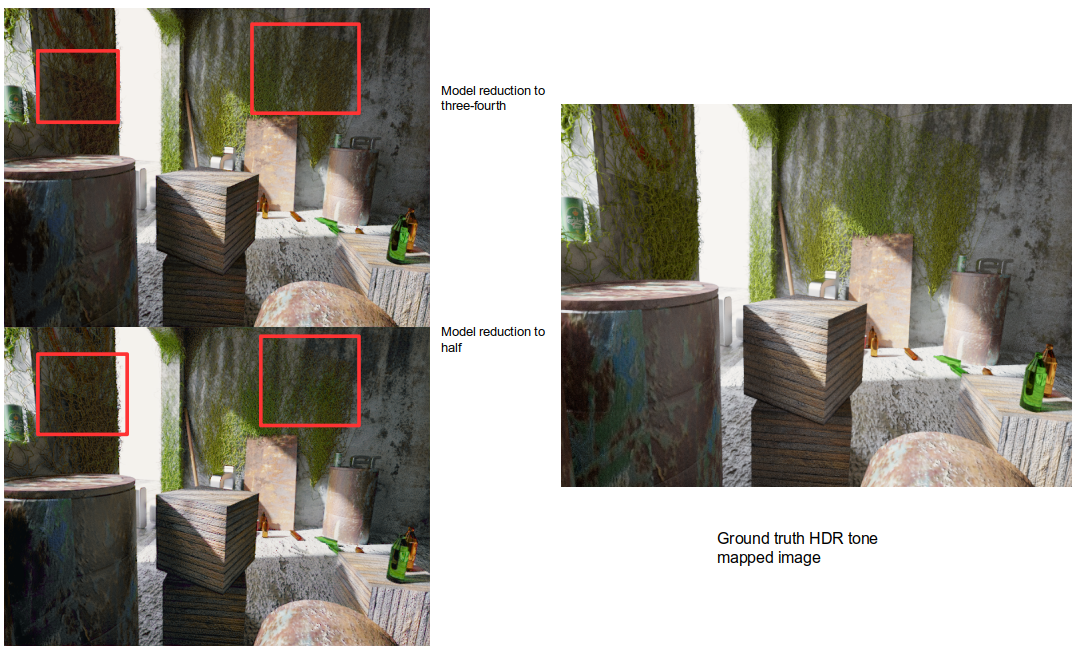 Model reduction to
three-fourth
Model reduction to
half
Ground truth HDR tone
mapped image